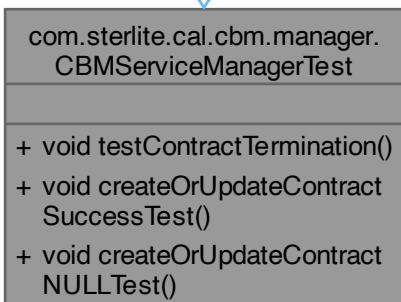 com.sterlite.cal.cbm.manager.
CBMServiceManagerTest
+ void testContractTermination()
+ void createOrUpdateContract
SuccessTest()
+ void createOrUpdateContract
NULLTest()